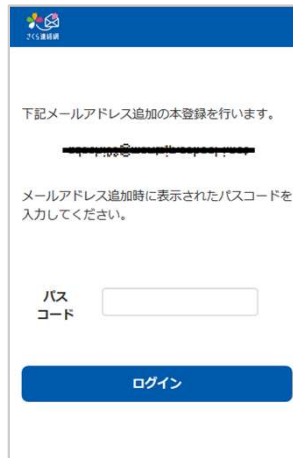 さくら連絡網
下記メールアドレス追加の本登録を行います。
メールアドレス追加時に表示されたパスコードを
入力してください。
パス
コード
ログイン